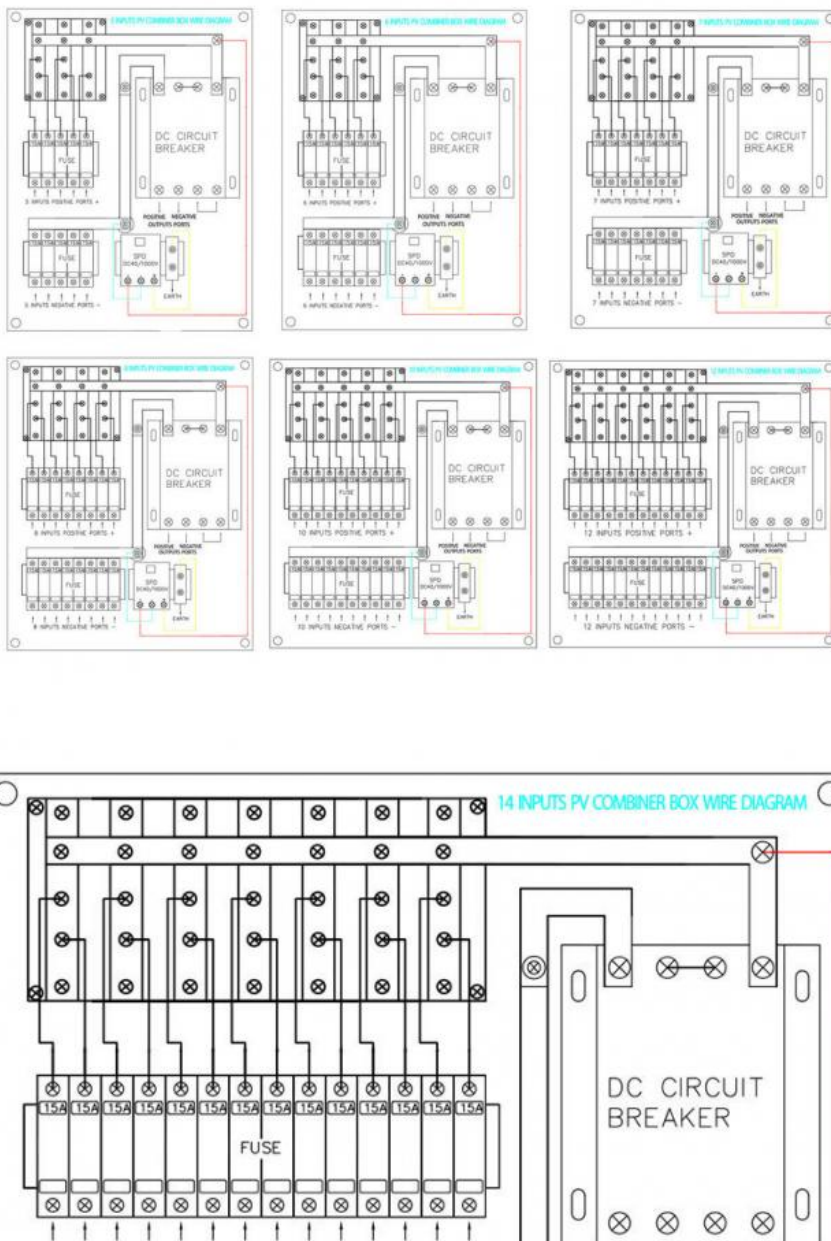 5 INPUTS PV COMBINER BOX WIRE DIAGRAM
DC CIRCUIT
BREAKER
FUSE
5 INPUTS POSITIVE PORTS +
POSITIVE NEGATIVE
OUTPUTS PORTS
FUSE
SPD
DC40/1000V
EARTH
5 INPUTS NEGATIVE PORTS -
6 INPUTS PV COMBINER BOX WIRE DIAGRAM
DC CIRCUIT
BREAKER
FUSE
6 INPUTS POSITIVE PORTS +
POSITIVE NEGATIVE
OUTPUTS PORTS
FUSE
SPD
DC40/1000V
EARTH
6 INPUTS NEGATIVE PORTS -
7 INPUTS PV COMBINER BOX WIRE DIAGRAM
DC CIRCUIT
BREAKER
FUSE
7 INPUTS POSITIVE PORTS +
POSITIVE NEGATIVE
OUTPUTS PORTS
FUSE
SPD
DC40/1000V
EARTH
7 INPUTS NEGATIVE PORTS -
INPUTS PV COMBINER BOX WIRE DIAGRAM
DC CIRCUIT
BREAKER
FUSE
8 INPUTS POSITIVE PORTS +
POSITIVE NEGATIVE
OUTPUTS PORTS
FUSE
SPD
DC40/1000V
EARTH
8 INPUTS NEGATIVE PORTS -
10 INPUTS PV COMBINER BOX WIRE DIAGRAM
DC CIRCUIT
BREAKER
FUSE
10 INPUTS POSITIVE PORTS +
POSITIVE NEGATIVE
OUTPUTS PORTS
FUSE
SPD
DC40/1000V
EARTH
10 INPUTS NEGATIVE PORTS -
12 INPUTS PV COMBINER BOX WIRE DIAGRAM
DC CIRCUIT
BREAKER
FUSE
12 INPUTS POSITIVE PORTS +
POSITIVE NEGATIVE
OUTPUTS PORTS
FUSE
SPD
DC40/1000V
EARTH
12 INPUTS NEGATIVE PORTS -
14 INPUTS PV COMBINER BOX WIRE DIAGRAM
DC CIRCUIT
BREAKER
15A 15A 15A 15A 15A 15A 15A 15A 15A 15A 15A 15A 15A 15A
FUSE